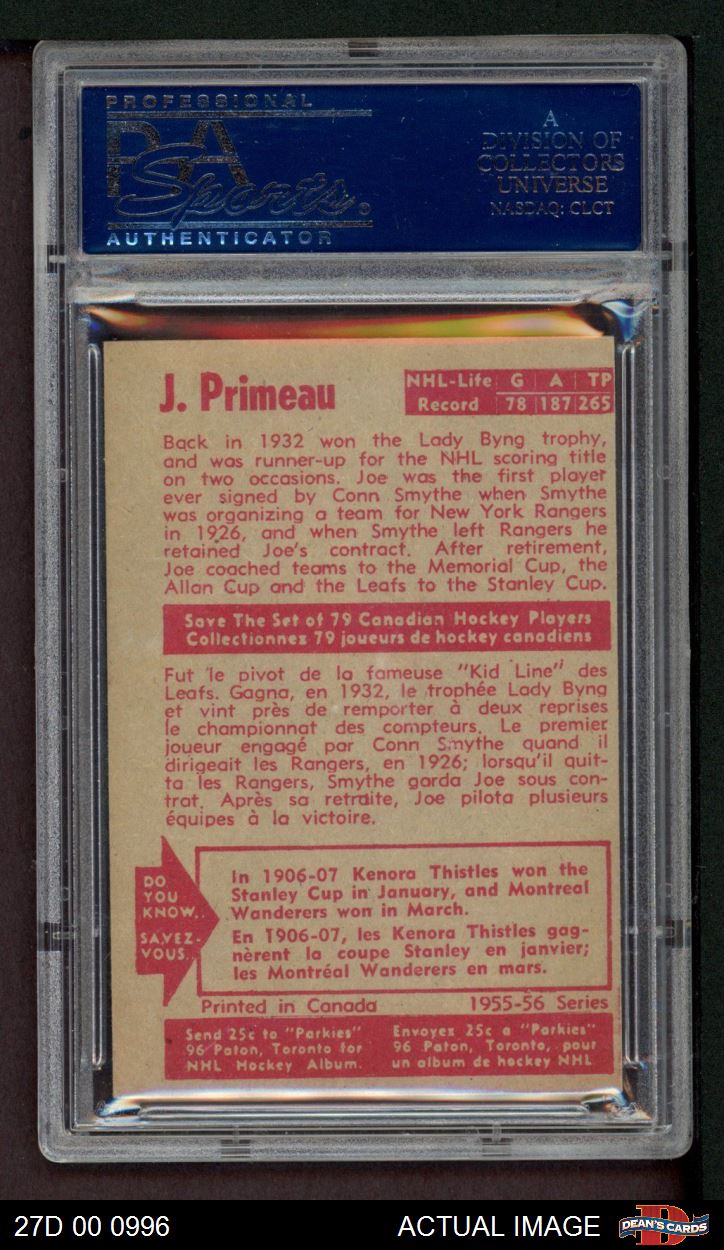 PROFESSIONAL
PSA
Sports
AUTHENTICATOR
A
DIVISION OF
COLLECTORS
UNIVERSE
NASDAQ: CLCT
J. Primeau
NHL-Life G A TP
Record 78 187 265
Back in 1932 won the Lady Byng trophy,
and was runner-up for the NHL scoring title
on two occasions. Joe was the first player
ever signed by Conn Smythe when Smythe
was organizing a team for New York Rangers
in 1926, and when Smythe left Rangers he
retained Joe's contract. After retirement,
Joe coached teams to the Memorial Cup, the
Allan Cup and the Leafs to the Stanley Cup.
Save The Set of 79 Canadian Hockey Players
Collectionnez 79 joueurs de hockey canadiens
Fut le pivot de la fameuse "Kid Line" des
Leafs. Gagna, en 1932, le trophée Lady Byng
et vint près de remporter à deux reprises
le championnat des compteurs. Le premier
joueur engagé par Conn Smythe quand il
dirigeait les Rangers, en 1926; lorsqu'il quit-
ta les Rangers, Smythe garda Joe sous con-
trat. Après sa retraite, Joe pilota plusieurs
équipes à la victoire.
DO
YOU
KNOW..
SAVEZ-
VOUS..
In 1906-07 Kenora Thistles won the
Stanley Cup in January, and Montreal
Wanderers won in March.
En 1906-07, les Kenora Thistles gag-
nèrent la coupe Stanley en janvier;
les Montréal Wanderers en mars.
Printed in Canada 1955-56 Series
Send 25c to "Parkies"
96 Paton, Toronto for
NHL Hockey Album.
Envoyez 25c a "Parkies"
96 Paton, Toronto, pour
un album de hockey NHL
27D 00 0996
ACTUAL IMAGE
DEAN'S CARDS